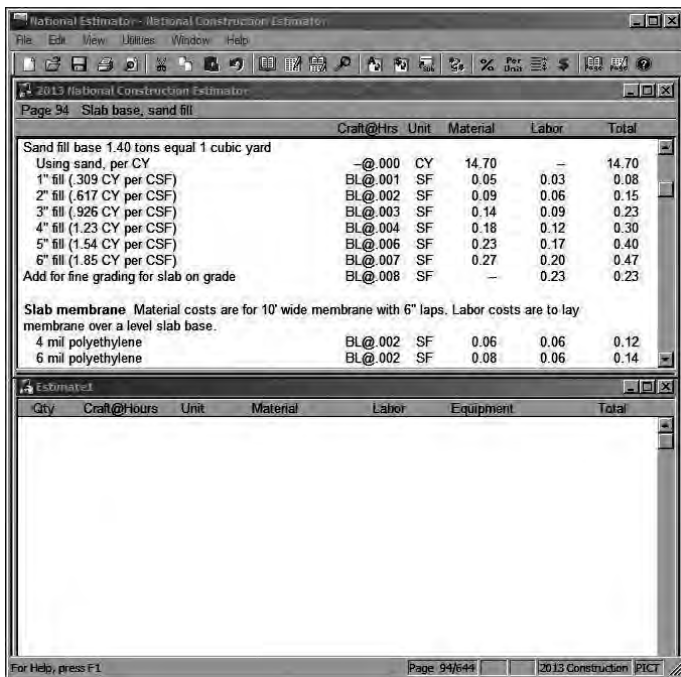 National Estimator - National Construction Estimator
File Edit View Utilities Window Help
Per Unit % $ ?
2013 National Construction Estimator
Page 94 Slab base, sand fill
Craft@Hrs Unit Material Labor Total
Sand fill base 1.40 tons equal 1 cubic yard
Using sand, per CY –@.000 CY 14.70 – 14.70
1" fill (.309 CY per CSF) BL@.001 SF 0.05 0.03 0.08
2" fill (.617 CY per CSF) BL@.002 SF 0.09 0.06 0.15
3" fill (.926 CY per CSF) BL@.003 SF 0.14 0.09 0.23
4" fill (1.23 CY per CSF) BL@.004 SF 0.18 0.12 0.30
5" fill (1.54 CY per CSF) BL@.006 SF 0.23 0.17 0.40
6" fill (1.85 CY per CSF) BL@.007 SF 0.27 0.20 0.47
Add for fine grading for slab on grade BL@.008 SF – 0.23 0.23
Slab membrane Material costs are for 10' wide membrane with 6" laps. Labor costs are to lay
membrane over a level slab base.
4 mil polyethylene BL@.002 SF 0.06 0.06 0.12
6 mil polyethylene BL@.002 SF 0.08 0.06 0.14
Estimate1
Qty Craft@Hours Unit Material Labor Equipment Total
For Help, press F1 Page 94/644 2013 Construction PICT